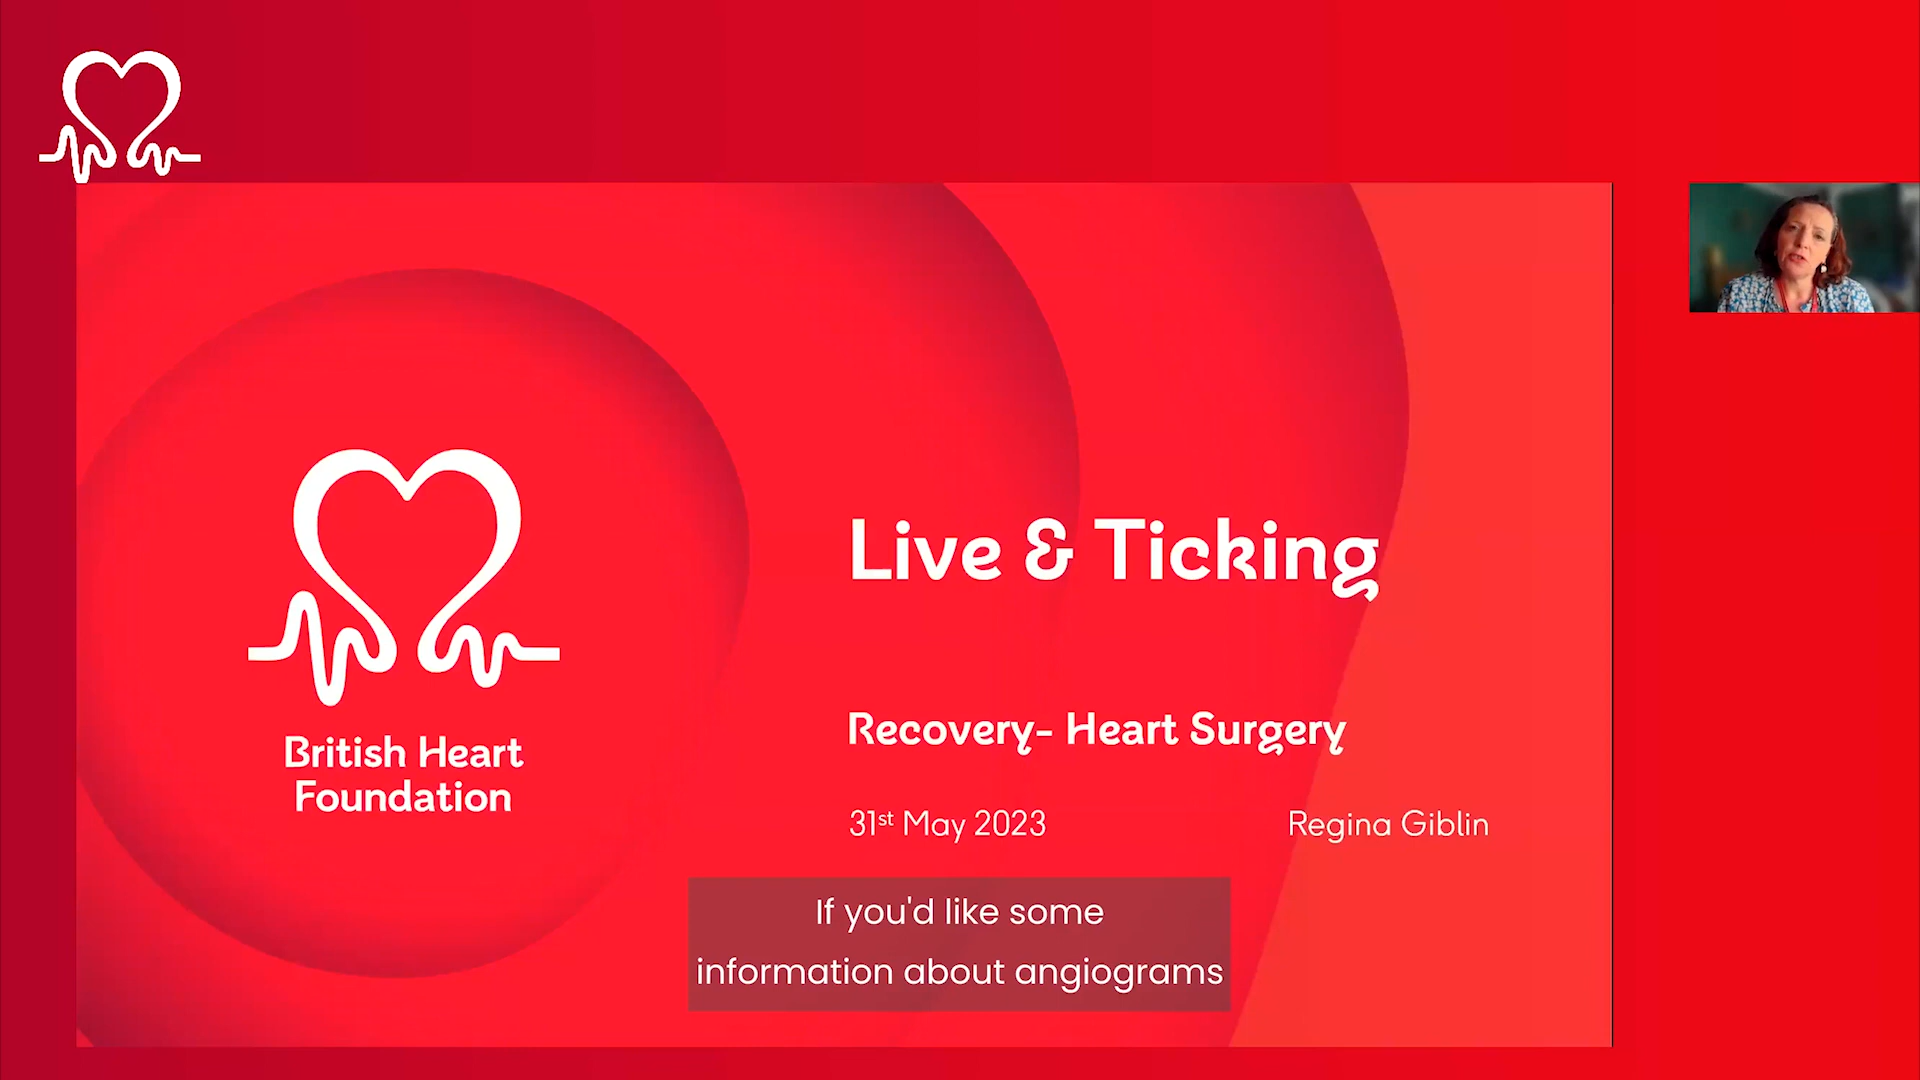 British Heart
Foundation
Live & Ticking
Recovery- Heart Surgery
31st May 2023
Regina Giblin
If you'd like some
information about angiograms